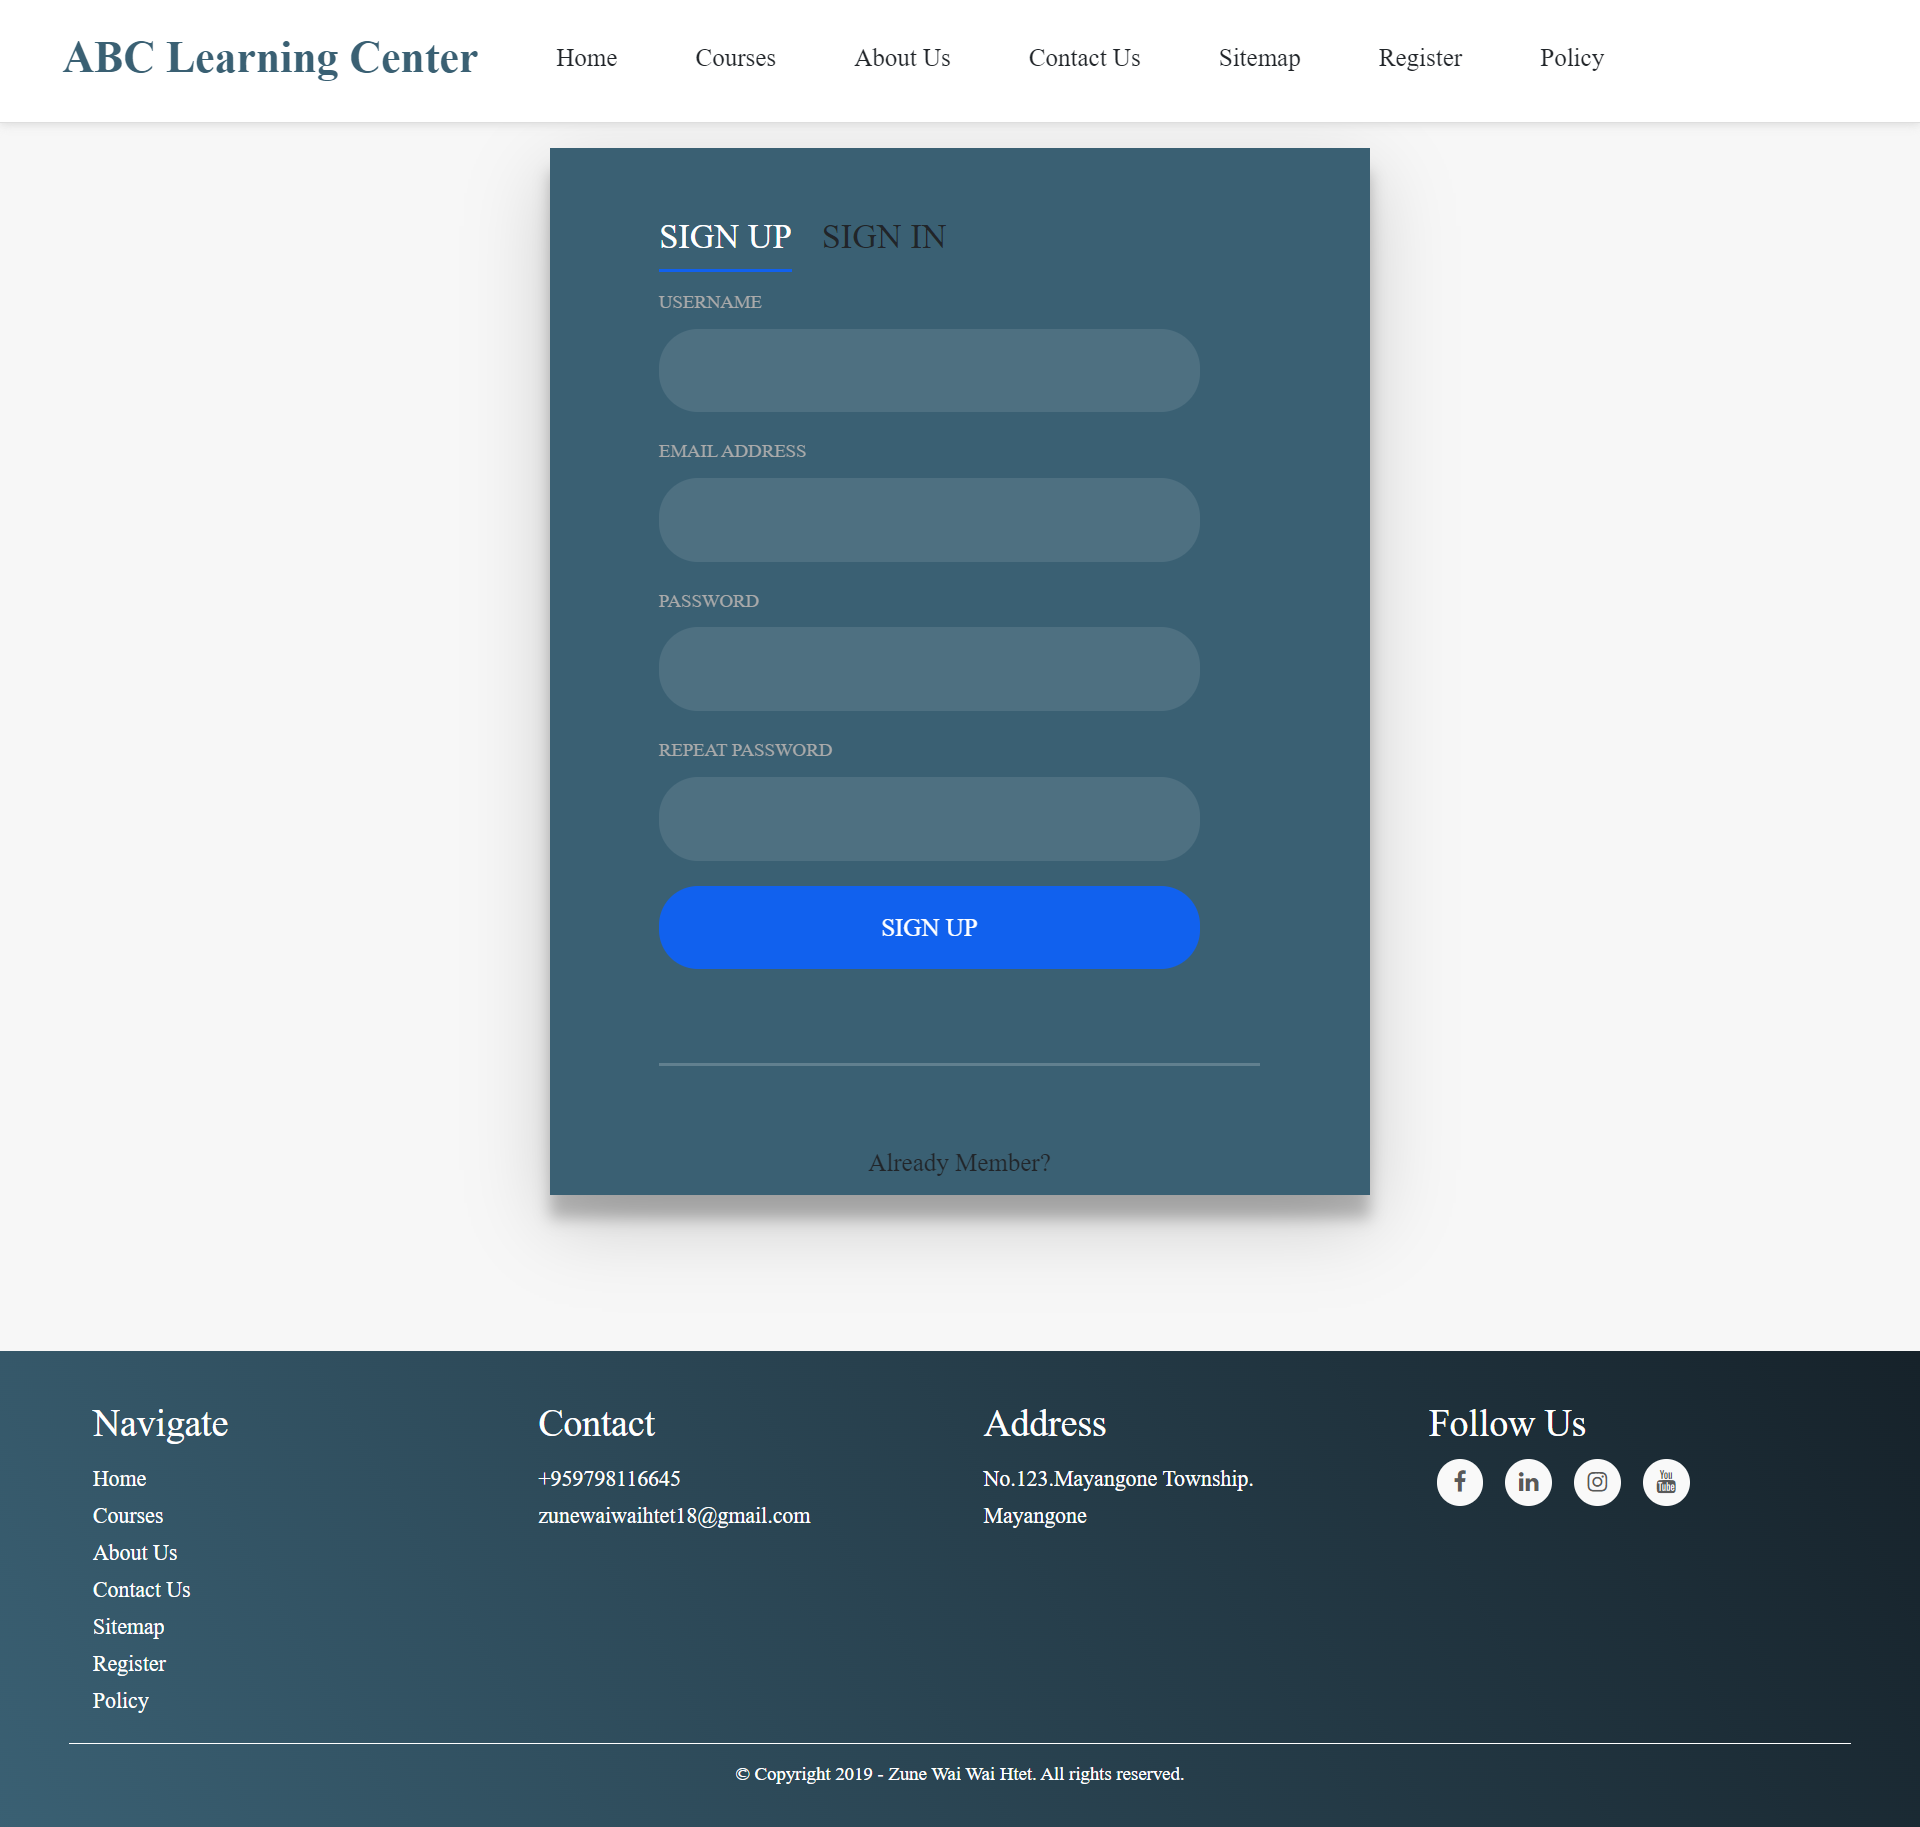 ABC Learning Center
Home Courses About Us Contact Us Sitemap Register Policy
SIGN UP SIGN IN
USERNAME
EMAIL ADDRESS
PASSWORD
REPEAT PASSWORD
SIGN UP
Already Member?
Navigate
Home
Courses
About Us
Contact Us
Sitemap
Register
Policy
Contact
+959798116645
zunewaiwaihtet18@gmail.com
Address
No.123.Mayangone Township.
Mayangone
Follow Us
You
Tube
© Copyright 2019 - Zune Wai Wai Htet. All rights reserved.